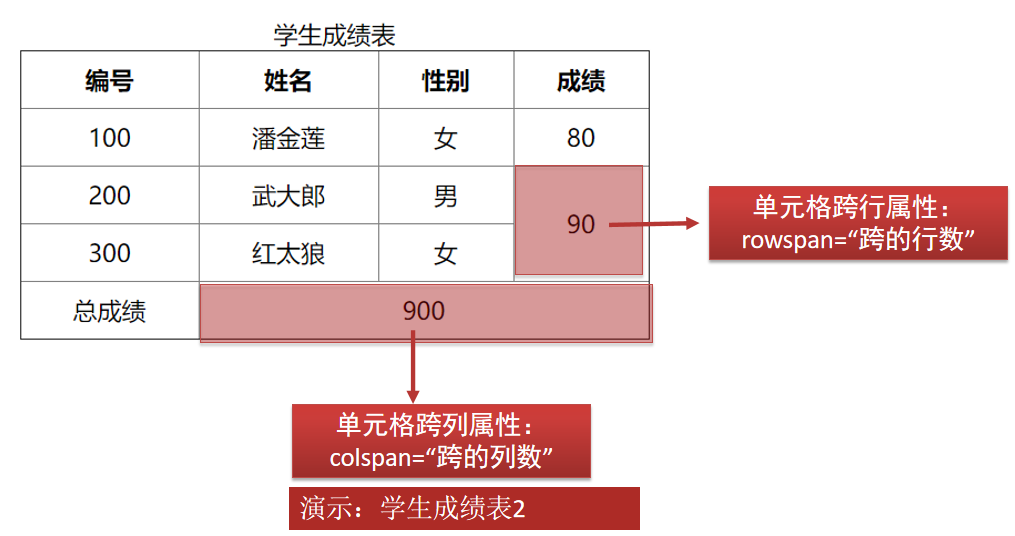 学生成绩表
编号 姓名 性别 成绩
100 潘金莲 女 80
200 武大郎 男
90
300 红太狼 女
总成绩 900
单元格跨行属性：
rowspan=“跨的行数”
单元格跨列属性：
colspan=“跨的列数”
演示：学生成绩表2